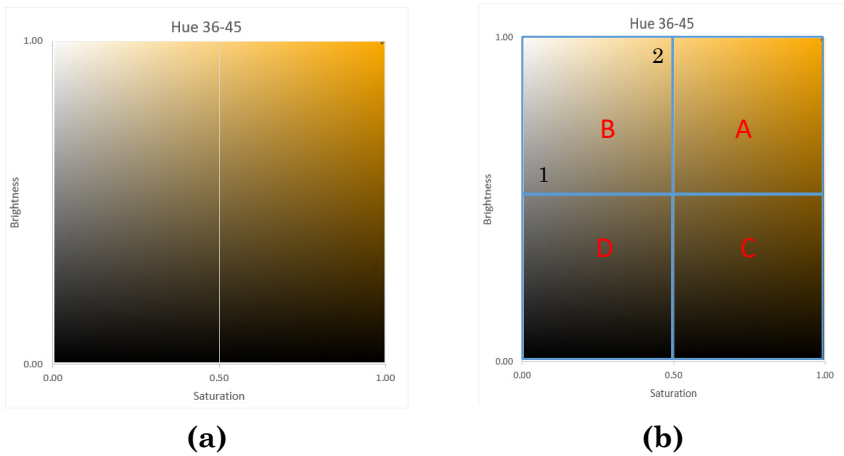 Hue 36-45
1.00
Brightness
0.00
0.00 0.50 1.00
Saturation
(a)
Hue 36-45
1.00
2
B A
Brightness
1
D C
0.00
0.00 0.50 1.00
Saturation
(b)